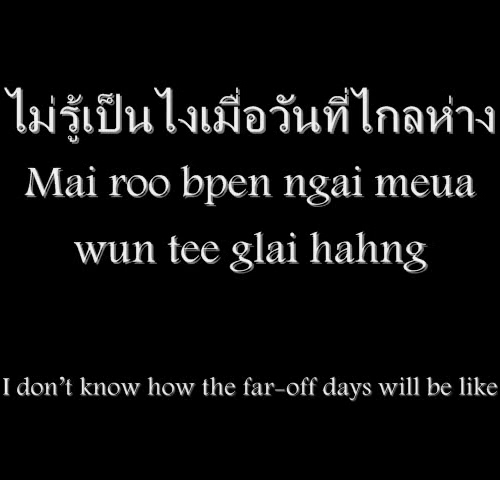 ไม่รู้เป็นไงเมื่อวันที่ไกลห่าง
Mai roo bpen ngai meua
wun tee glai hahng
I don't know how the far-off days will be like